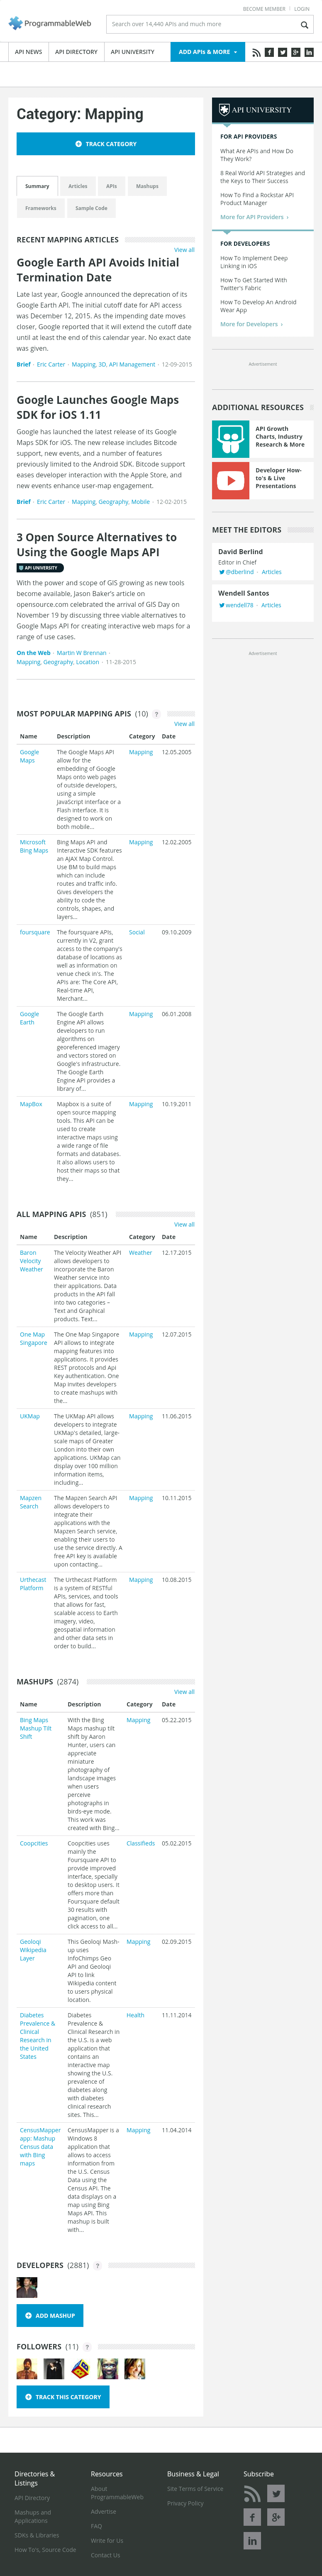 BECOME MEMBER
LOGIN
ProgrammableWeb
Search over 14,440 APIs and much more
API NEWS
API DIRECTORY
API UNIVERSITY
ADD APIs & MORE
Category: Mapping
TRACK CATEGORY
Summary
Articles
APIs
Mashups
Frameworks
Sample Code
RECENT MAPPING ARTICLES
View all
Google Earth API Avoids Initial
Termination Date
Last year, Google announced the deprecation of its
Google Earth API. The initial cutoff date for API access
was December 12, 2015. As the impending date moves
closer, Google determined that it will extend the cutoff date
until at least the end of this calendar year. No exact date
was given.
Brief · Eric Carter · Mapping, 3D, API Management · 12-09-2015
Google Launches Google Maps
SDK for iOS 1.11
Google has launched the latest release of its Google
Maps SDK for iOS. The new release includes Bitcode
support, new events, and a number of features
previously limited to the Android SDK. Bitcode support
eases developer interaction with the Apple Store, and
new events enhance user-map engagement.
Brief · Eric Carter · Mapping, Geography, Mobile · 12-02-2015
3 Open Source Alternatives to
Using the Google Maps API
API UNIVERSITY
With the power and scope of GIS growing as new tools
are always developed, Jason Baker's article on
opensource.com celebrated the arrival of GIS Day on
November 19 by discussing three viable alternatives to
Google Maps API for creating interactive web maps for a
range of use cases.
On the Web · Martin W Brennan ·
Mapping, Geography, Location · 11-28-2015
MOST POPULAR MAPPING APIS (10) ?
View all
Name Description Category Date
Google Maps
The Google Maps API
allow for the
embedding of Google
Maps onto web pages
of outside developers,
using a simple
JavaScript interface or a
Flash interface. It is
designed to work on
both mobile...
Mapping
12.05.2005
Microsoft Bing Maps
Bing Maps API and
Interactive SDK features
an AJAX Map Control.
Use BM to build maps
which can include
routes and traffic info.
Gives developers the
ability to code the
controls, shapes, and
layers...
Mapping
12.02.2005
foursquare
The foursquare APIs,
currently in V2, grant
access to the company's
database of locations as
well as information on
venue check in's. The
APIs are: The Core API,
Real-time API,
Merchant...
Social
09.10.2009
Google Earth
The Google Earth
Engine API allows
developers to run
algorithms on
georeferenced imagery
and vectors stored on
Google's infrastructure.
The Google Earth
Engine API provides a
library of...
Mapping
06.01.2008
MapBox
Mapbox is a suite of
open source mapping
tools. This API can be
used to create
interactive maps using
a wide range of file
formats and databases.
It also allows users to
host their maps so that
they...
Mapping
10.19.2011
ALL MAPPING APIS (851)
View all
Name Description Category Date
Baron Velocity Weather
The Velocity Weather API
allows developers to
incorporate the Baron
Weather service into
their applications. Data
products in the API fall
into two categories –
Text and Graphical
products. Text...
Weather
12.17.2015
One Map Singapore
The One Map Singapore
API allows to integrate
mapping features into
applications. It provides
REST protocols and Api
Key authentication. One
Map invites developers
to create mashups with
the...
Mapping
12.07.2015
UKMap
The UKMap API allows
developers to integrate
UKMap's detailed, large-
scale maps of Greater
London into their own
applications. UKMap can
display over 100 million
information items,
including...
Mapping
11.06.2015
Mapzen Search
The Mapzen Search API
allows developers to
integrate their
applications with the
Mapzen Search service,
enabling their users to
use the service directly. A
free API key is available
upon contacting...
Mapping
10.11.2015
Urthecast Platform
The Urthecast Platform
is a system of RESTful
APIs, services, and tools
that allows for fast,
scalable access to Earth
imagery, video,
geospatial information
and other data sets in
order to build...
Mapping
10.08.2015
MASHUPS (2874)
View all
Name Description Category Date
Bing Maps Mashup Tilt Shift
With the Bing
Maps mashup tilt
shift by Aaron
Hunter, users can
appreciate
miniature
photography of
landscape images
when users
perceive
photographs in
birds-eye mode.
This work was
created with Bing...
Mapping
05.22.2015
Coopcities
Coopcities uses
mainly the
Foursquare API to
provide improved
interface, specially
to desktop users. It
offers more than
Foursquare default
30 results with
pagination, one
click access to all...
Classifieds
05.02.2015
Geoloqi Wikipedia Layer
This Geoloqi Mash-
up uses
InfoChimps Geo
API and Geoloqi
API to link
Wikipedia content
to users physical
location.
Mapping
02.09.2015
Diabetes Prevalence & Clinical Research in the United States
Diabetes
Prevalence &
Clinical Research in
the U.S. is a web
application that
contains an
interactive map
showing the U.S.
prevalence of
diabetes along
with diabetes
clinical research
sites. This...
Health
11.11.2014
CensusMapper app: Mashup Census data with Bing maps
CensusMapper is a
Windows 8
application that
allows to access
information from
the U.S. Census
Data using the
Census API. The
data displays on a
map using Bing
Maps API. This
mashup is built
with...
Mapping
11.04.2014
DEVELOPERS (2881) ?
ADD MASHUP
FOLLOWERS (11) ?
TRACK THIS CATEGORY
API UNIVERSITY
FOR API PROVIDERS
What Are APIs and How Do
They Work?
8 Real World API Strategies and
the Keys to Their Success
How To Find a Rockstar API
Product Manager
More for API Providers ›
FOR DEVELOPERS
How To Implement Deep
Linking in iOS
How To Get Started With
Twitter's Fabric
How To Develop An Android
Wear App
More for Developers ›
Advertisement
ADDITIONAL RESOURCES
API Growth
Charts, Industry
Research & More
Developer How-
to's & Live
Presentations
MEET THE EDITORS
David Berlind
Editor in Chief
@dberlind · Articles
Wendell Santos
wendell78 · Articles
Advertisement
Directories &
Listings
API Directory
Mashups and
Applications
SDKs & Libraries
How To's, Source Code
Resources
About
ProgrammableWeb
Advertise
FAQ
Write for Us
Contact Us
Business & Legal
Site Terms of Service
Privacy Policy
Subscribe